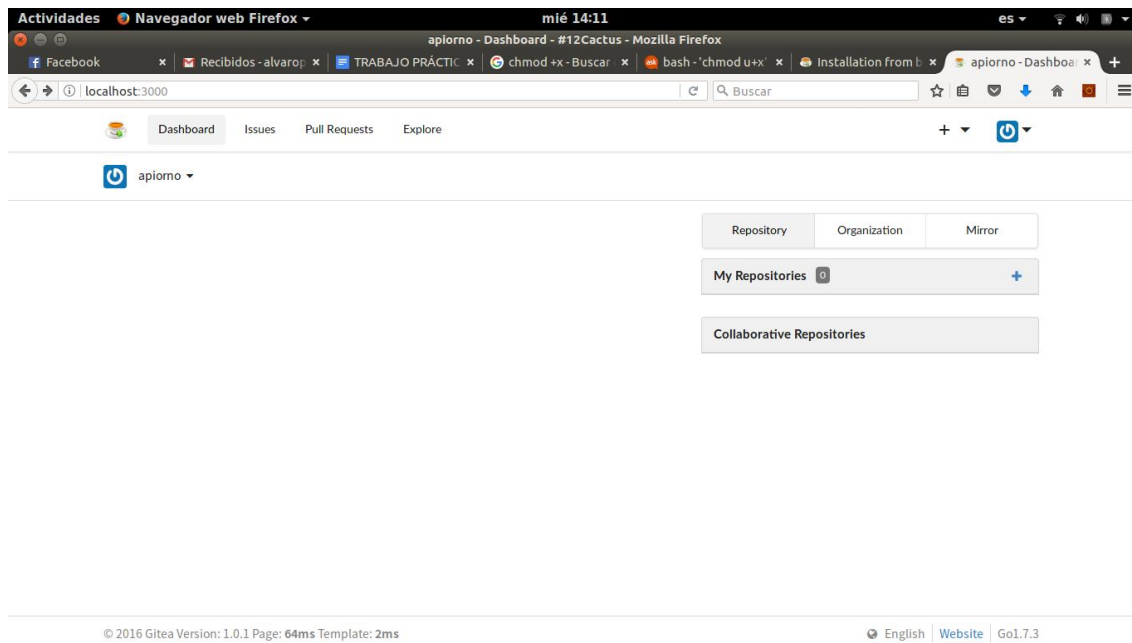 Actividades Navegador web Firefox mié 14:11 es
apiorno - Dashboard - #12Cactus - Mozilla Firefox
Facebook Recibidos - alvarop TRABAJO PRÁCTIC chmod +x - Buscar bash - 'chmod u+x' Installation from b apiorno - Dashboa
localhost:3000 Buscar
Dashboard Issues Pull Requests Explore
apiorno
Repository Organization Mirror
My Repositories 0
Collaborative Repositories
© 2016 Gitea Version: 1.0.1 Page: 64ms Template: 2ms English Website Go1.7.3